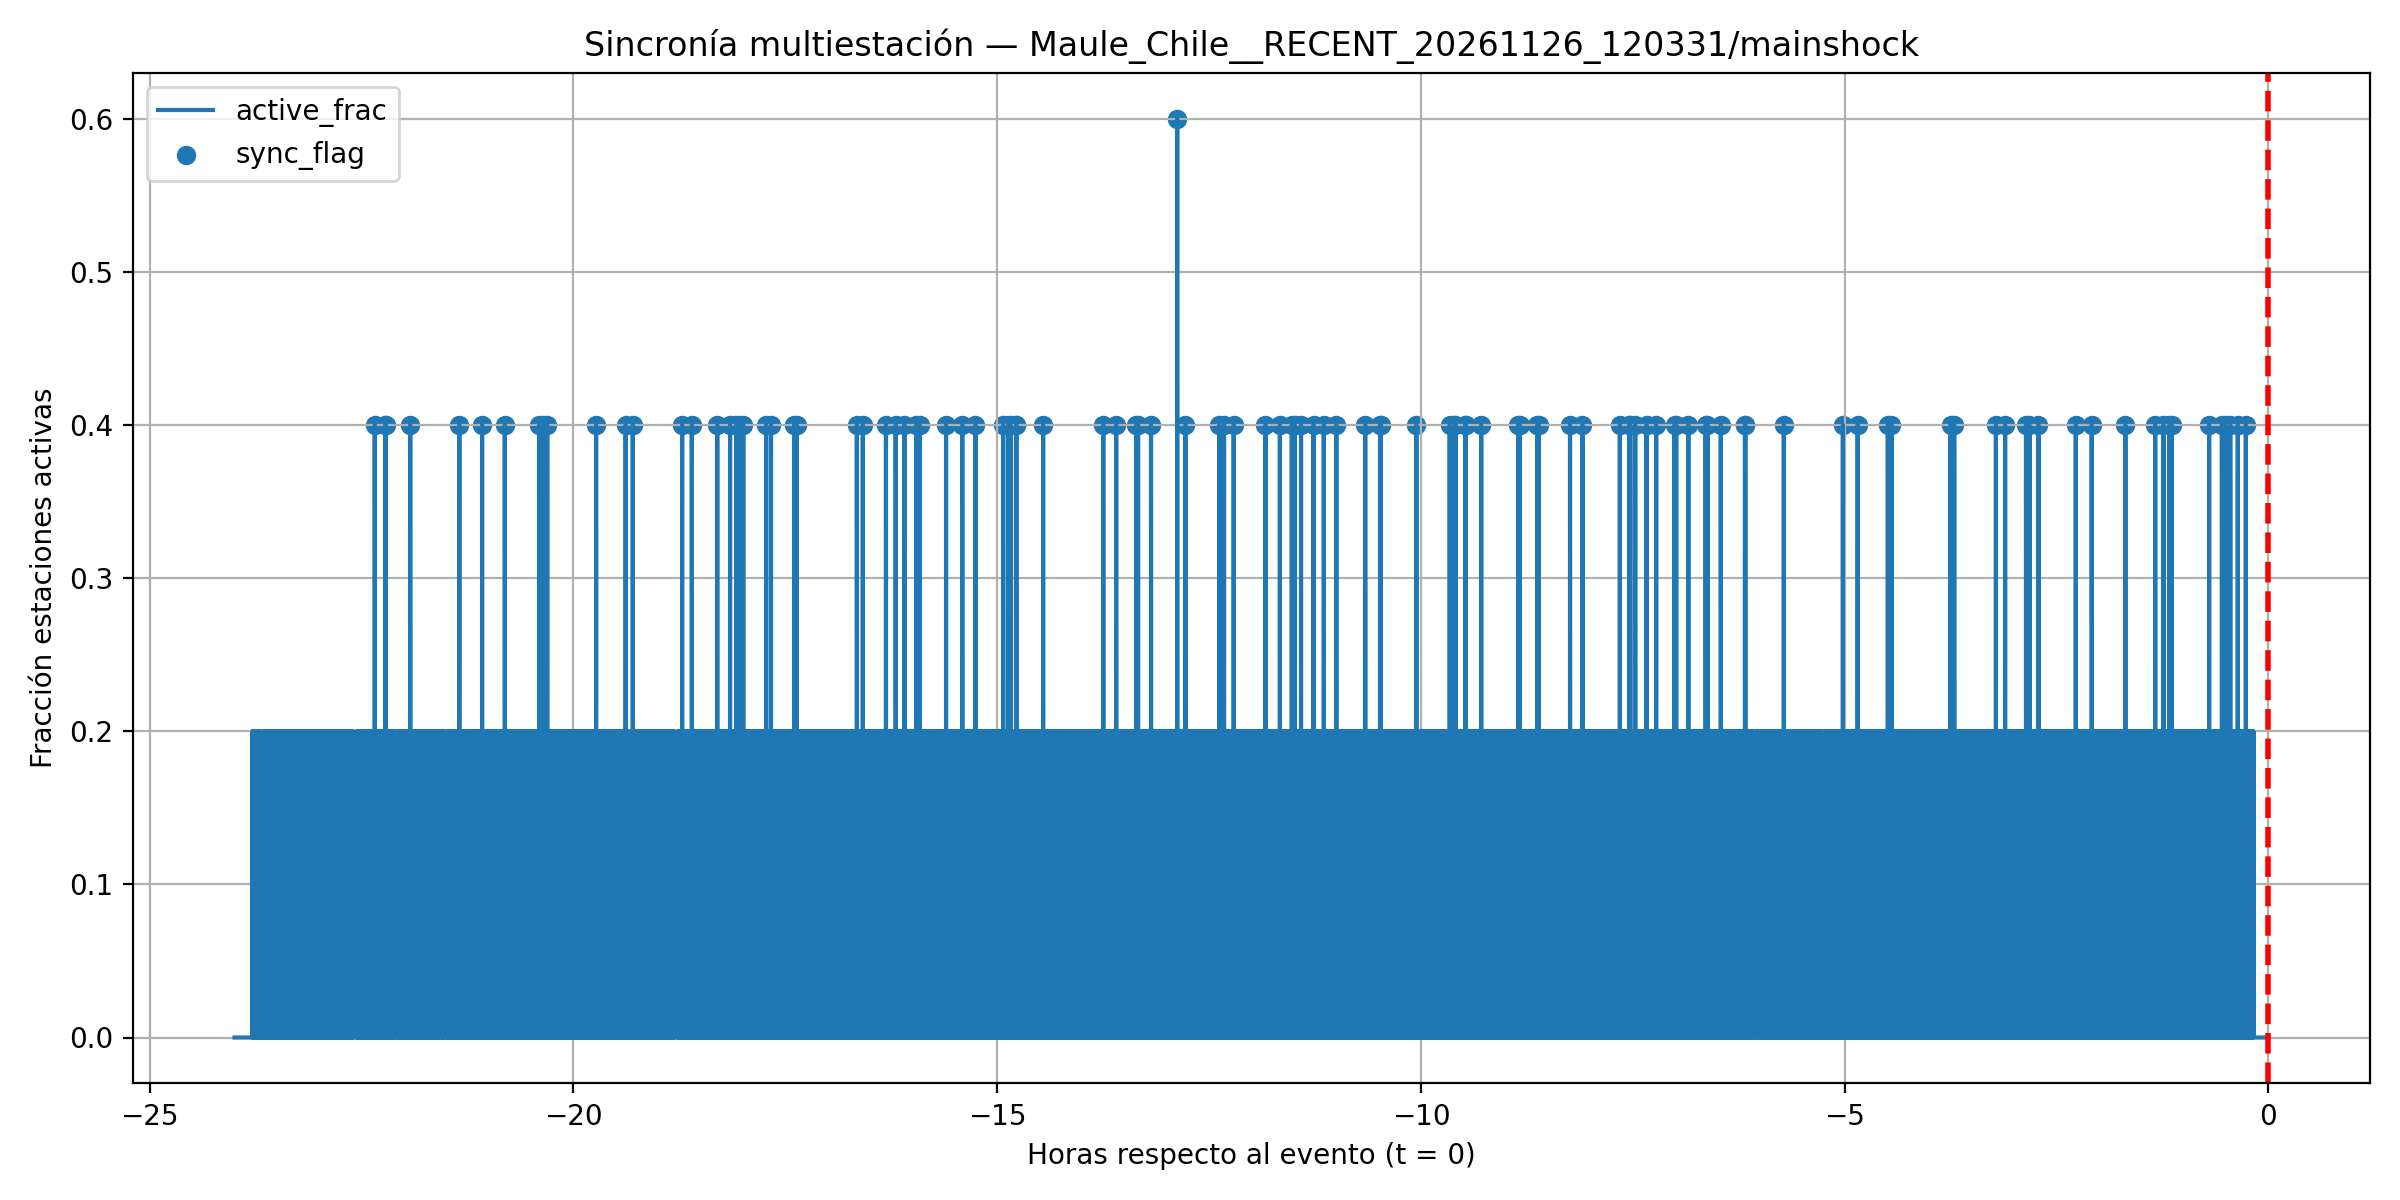 Sincronía multiestación — Maule_Chile__RECENT_20261126_120331/mainshock
active_frac
sync_flag
Fracción estaciones activas
0.6
0.5
0.4
0.3
0.2
0.1
0.0
−25 −20 −15 −10 −5 0
Horas respecto al evento (t = 0)